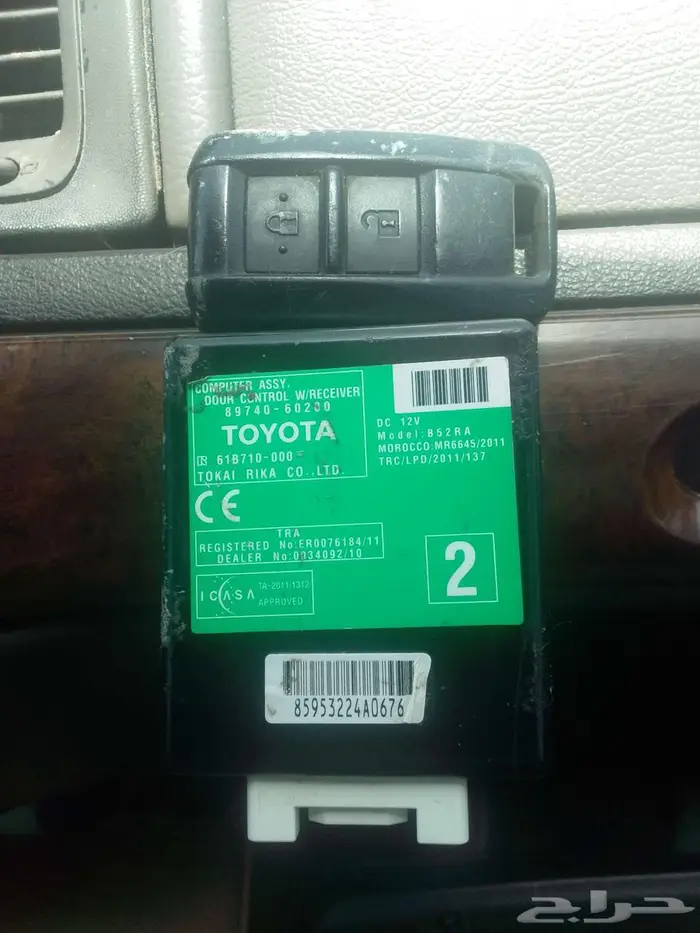 COMPUTER ASSY,
DOOR CONTROL W/RECEIVER
89740-60200
TOYOTA
R 61B710-000
TOKAI RIKA CO.,LTD.
DC 12V
Model:B52RA
MOROCCO:MR6645/2011
TRC/LPD/2011/137
CE
TRA
REGISTERED No:ER0076184/11
DEALER No:0034092/10
ICASA
TA-2011/1312
APPROVED
2
85953224A0676
حراج